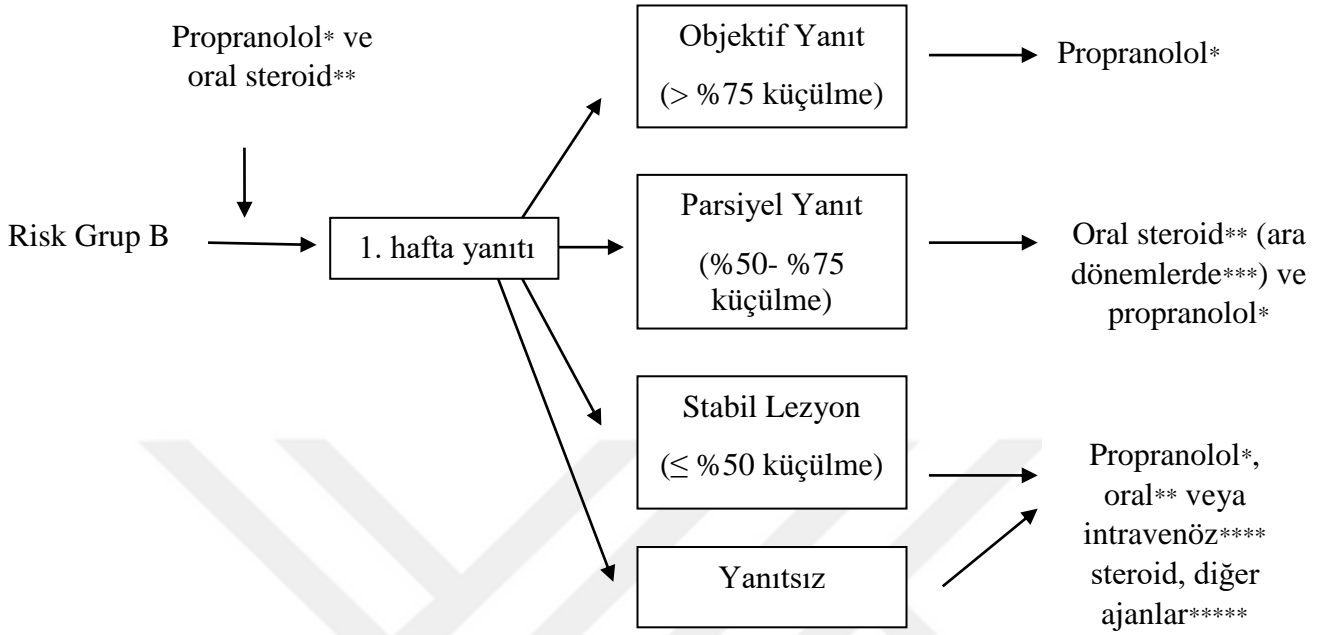 Propranolol* ve
oral steroid**
Risk Grup B
1. hafta yanıtı
Objektif Yanıt
(> %75 küçülme)
Propranolol*
Parsiyel Yanıt
(%50- %75
küçülme)
Oral steroid** (ara
dönemlerde***) ve
propranolol*
Stabil Lezyon
(≤ %50 küçülme)
Yanıtsız
Propranolol*,
oral** veya
intravenöz****
steroid, diğer
ajanlar*****